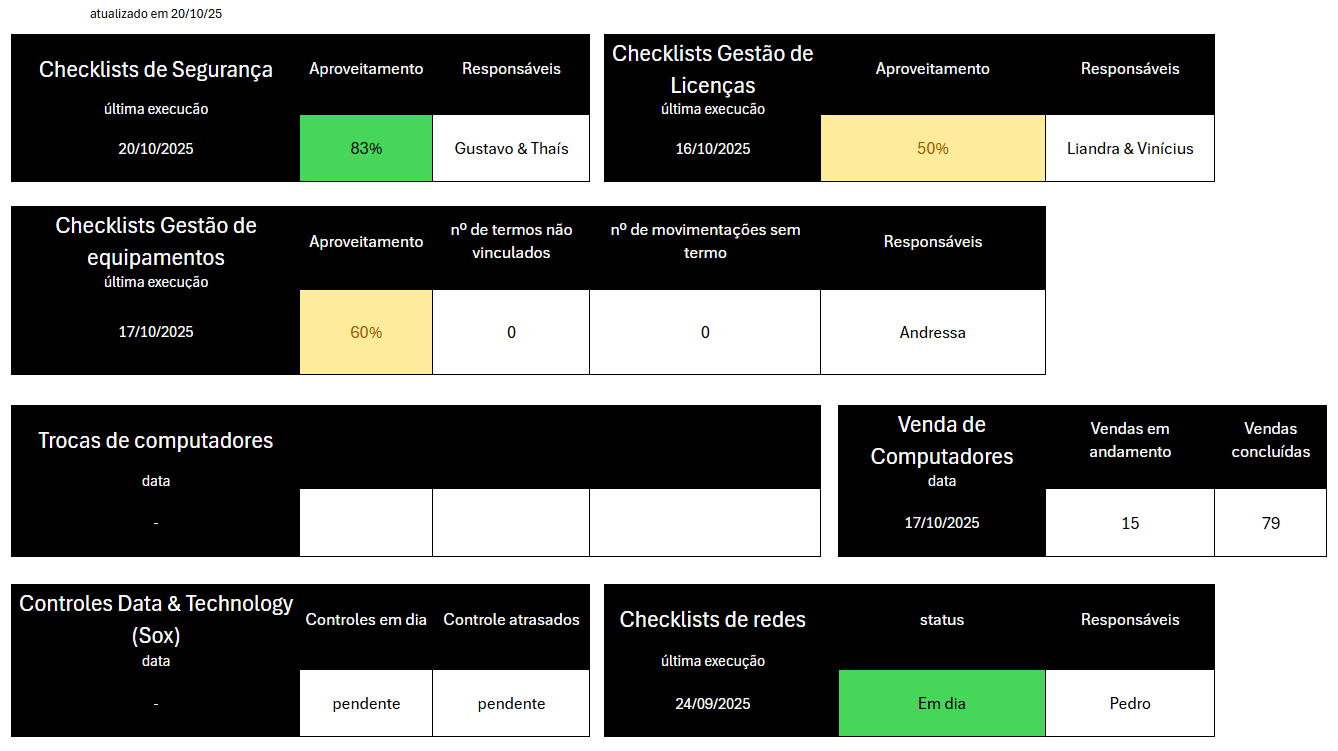 atualizado em 20/10/25
Checklists de Segurança
Aproveitamento
Responsáveis
última execucão
20/10/2025
83%
Gustavo & Thaís
Checklists Gestão de
Licenças
Aproveitamento
Responsáveis
última execucão
16/10/2025
50%
Liandra & Vinícius
Checklists Gestão de
equipamentos
Aproveitamento
nº de termos não
vinculados
nº de movimentações sem
termo
Responsáveis
última execução
17/10/2025
60%
0
0
Andressa
Trocas de computadores
data
-
Venda de
Computadores
Vendas em
andamento
Vendas
concluídas
data
17/10/2025
15
79
Controles Data & Technology
(Sox)
Controles em dia
Controle atrasados
data
-
pendente
pendente
Checklists de redes
status
Responsáveis
última execução
24/09/2025
Em dia
Pedro